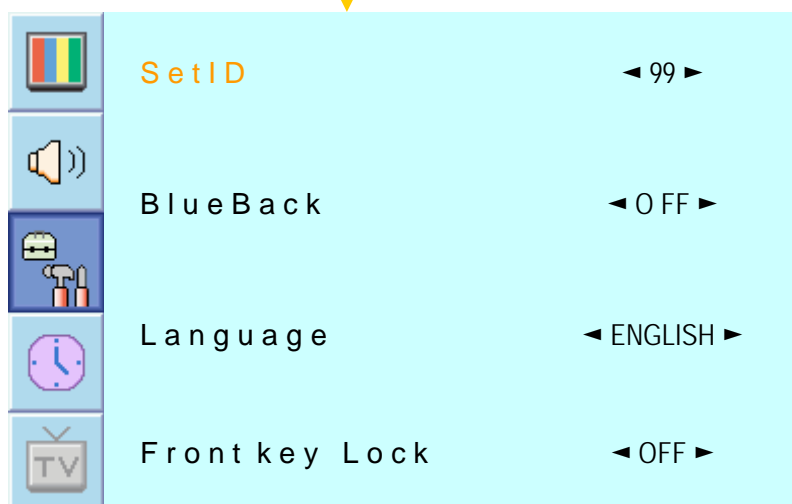 SetID ◄ 99 ►
BlueBack ◄ OFF ►
Language ◄ ENGLISH ►
Front key Lock ◄ OFF ►
TV